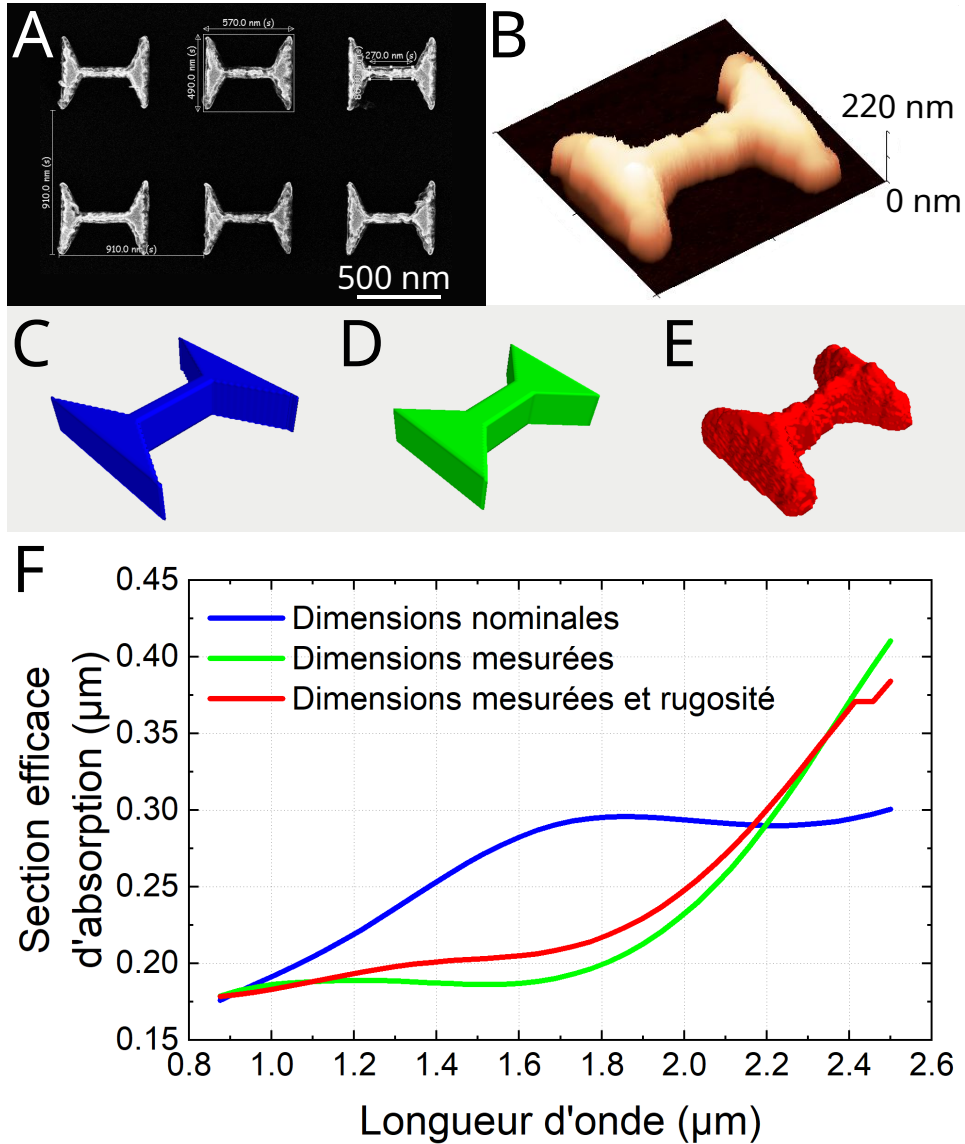 A
570.0 nm (s)
490.0 nm (s)
270.0 nm (s)
910.0 nm (s)
910.0 nm (s)
500 nm
B
220 nm
0 nm
C
D
E
F
Section efficace
d'absorption (µm)
0.45
0.40
0.35
0.30
0.25
0.20
0.15
Dimensions nominales
Dimensions mesurées
Dimensions mesurées et rugosité
0.8 1.0 1.2 1.4 1.6 1.8 2.0 2.2 2.4 2.6
Longueur d'onde (µm)